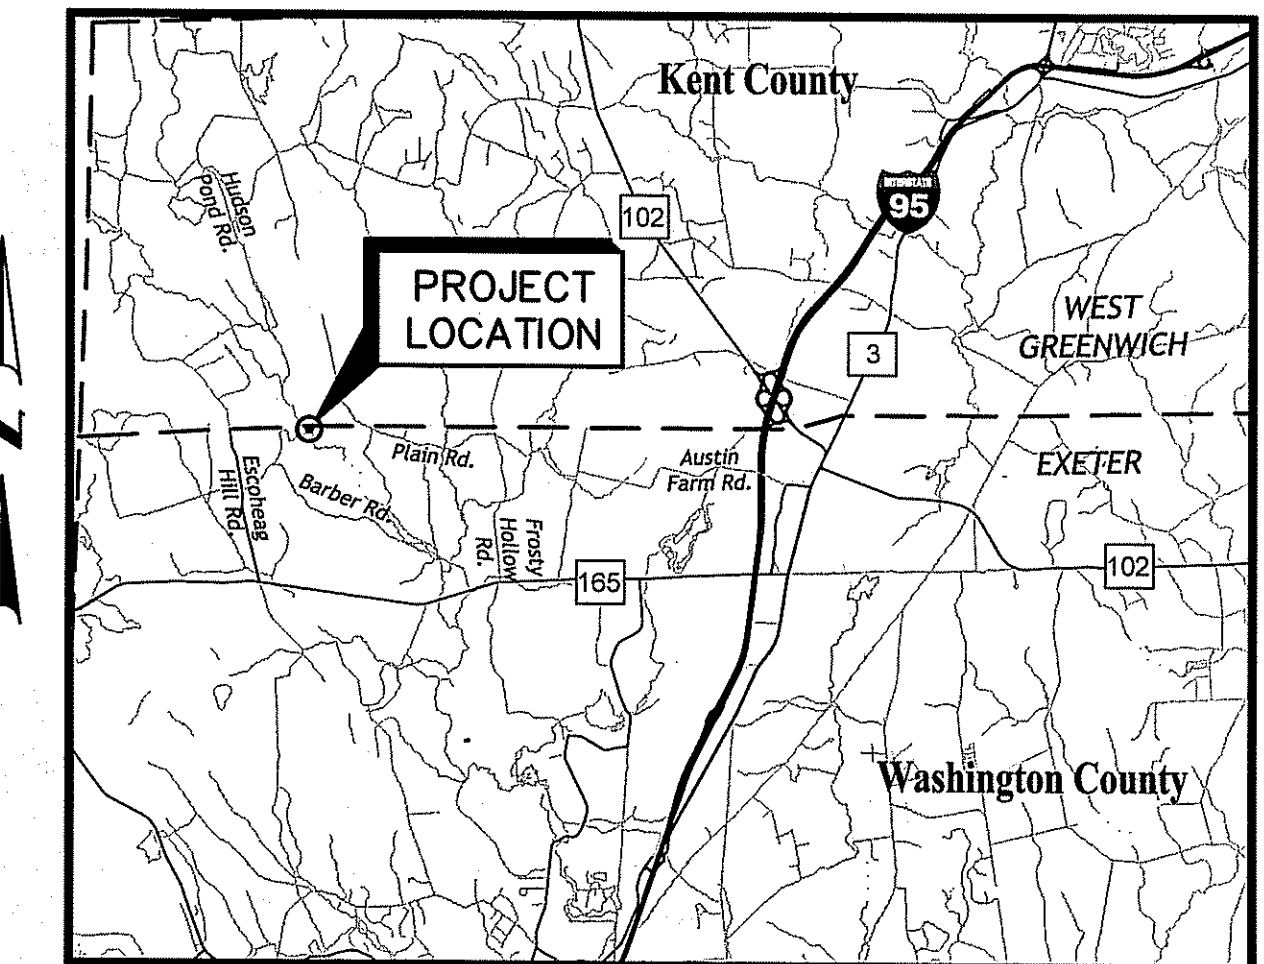 Kent County
Hudson
Pond Rd.
102
INTERSTATE
95
PROJECT
LOCATION
WEST
GREENWICH
3
Plain Rd.
Austin
Farm Rd.
EXETER
Escoheag
Hill Rd.
Barber Rd.
Frosty
Hollow
Rd.
165
102
Washington County